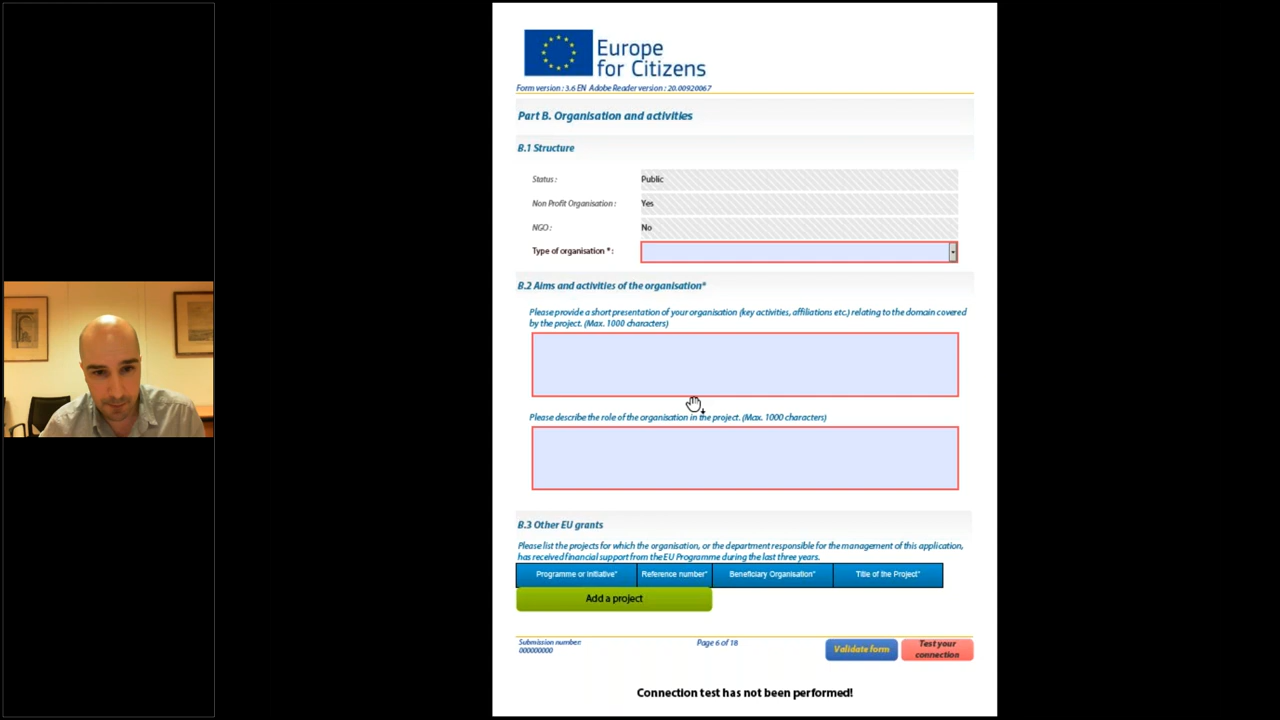 Europe
for Citizens
Form version : 3.6 EN Adobe Reader version : 20.00920067
Part B. Organisation and activities
B.1 Structure
Status : Public
Non Profit Organisation : Yes
NGO : No
Type of organisation * :
B.2 Aims and activities of the organisation*
Please provide a short presentation of your organisation (key activities, affiliations etc.) relating to the domain covered
by the project. (Max. 1000 characters)
Please describe the role of the organisation in the project. (Max. 1000 characters)
B.3 Other EU grants
Please list the projects for which the organisation, or the department responsible for the management of this application,
has received financial support from the EU Programme during the last three years.
Programme or Initiative* Reference number* Beneficiary Organisation* Title of the Project*
Add a project
Submission number: Page 6 of 18 Validate form Test your
000000000 connection
Connection test has not been performed!